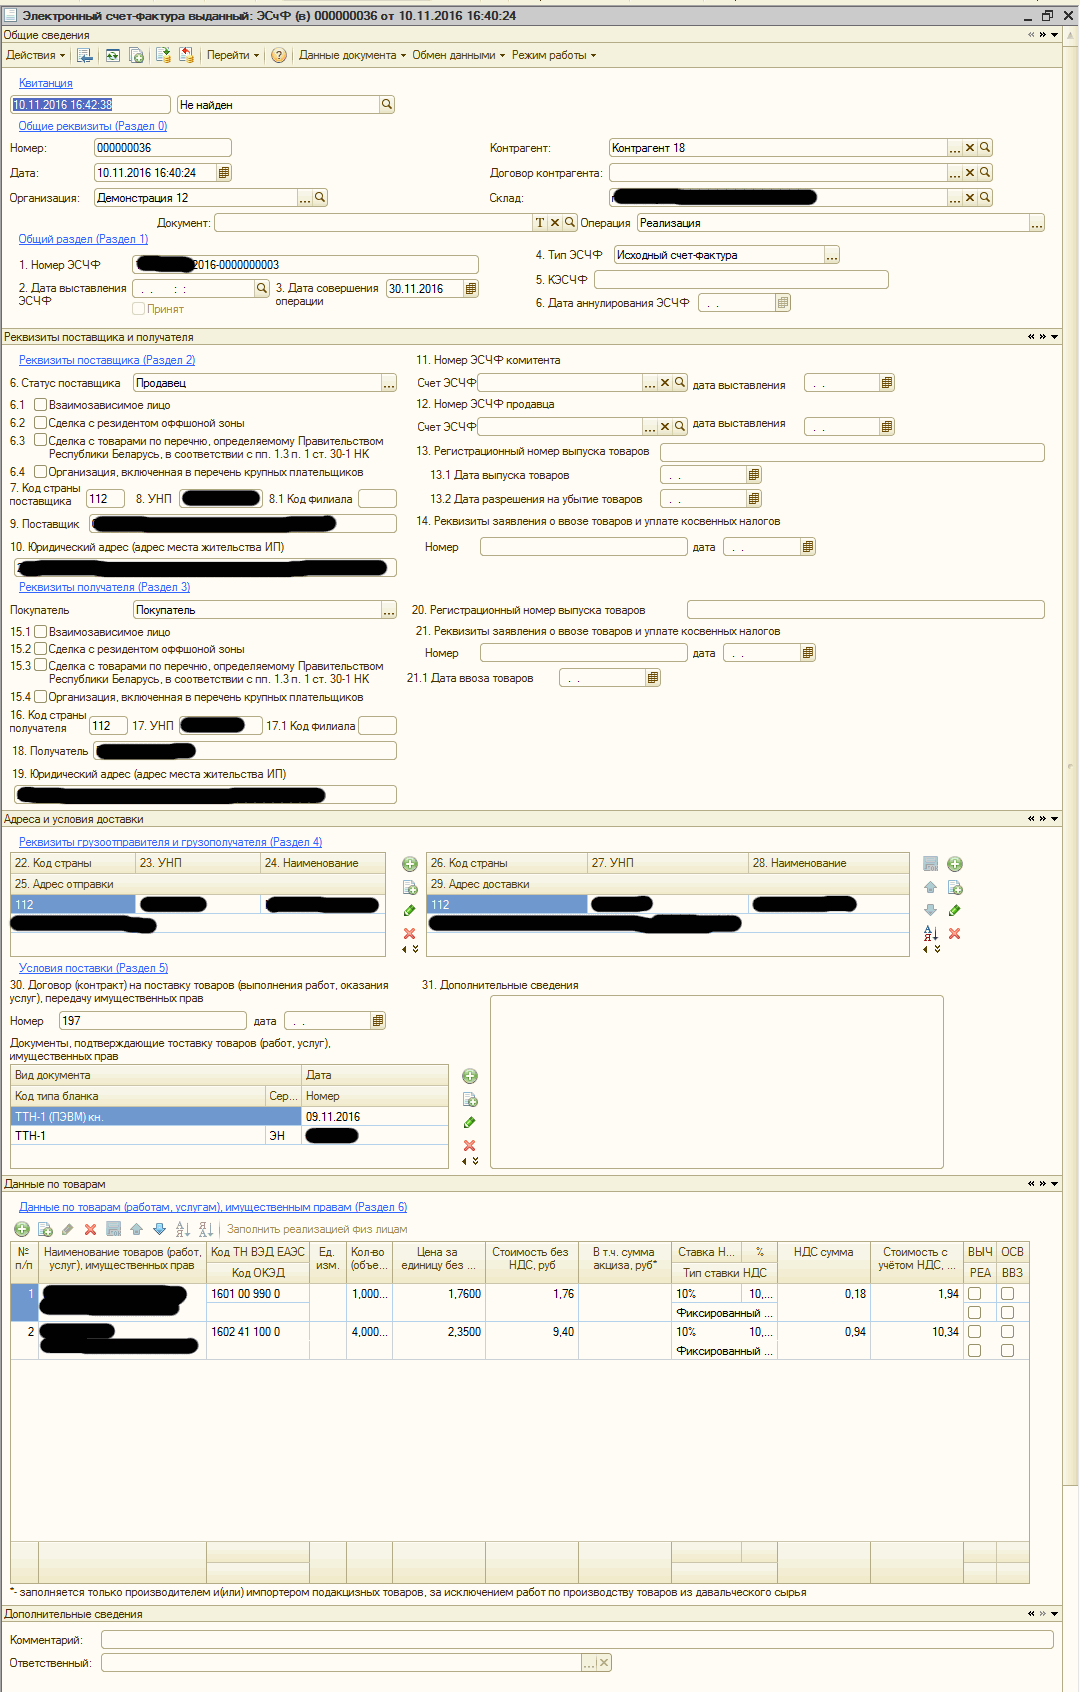 Электронный счет-фактура выданный: ЭСчФ (в) 000000036 от 10.11.2016 16:40:24
Общие сведения
Действия Перейти ? Данные документа Обмен данными Режим работы
Квитанция
10.11.2016 16:42:38 Не найден
Общие реквизиты (Раздел 0)
Номер: 000000036 Контрагент: Контрагент 18
Дата: 10.11.2016 16:40:24 Договор контрагента:
Организация: Демонстрация 12 Склад:
Документ: T Операция Реализация
Общий раздел (Раздел 1)
1. Номер ЭСЧФ 2016-0000000003 4. Тип ЭСЧФ Исходный счет-фактура
2. Дата выставления ЭСЧФ . . : : 3. Дата совершения операции 30.11.2016 5. КЭСЧФ
Принят 6. Дата аннулирования ЭСЧФ . .
Реквизиты поставщика и получателя
Реквизиты поставщика (Раздел 2) 11. Номер ЭСЧФ комитента
6. Статус поставщика Продавец Счет ЭСЧФ дата выставления . .
6.1 Взаимозависимое лицо 12. Номер ЭСЧФ продавца
6.2 Сделка с резидентом оффшоной зоны Счет ЭСЧФ дата выставления . .
6.3 Сделка с товарами по перечню, определяемому Правительством
Республики Беларусь, в соответствии с пп. 1.3 п. 1 ст. 30-1 НК
13. Регистрационный номер выпуска товаров
6.4 Организация, включенная в перечень крупных плательщиков 13.1 Дата выпуска товаров . .
7. Код страны поставщика 112 8. УНП 8.1 Код филиала 13.2 Дата разрешения на убытие товаров . .
9. Поставщик 14. Реквизиты заявления о ввозе товаров и уплате косвенных налогов
10. Юридический адрес (адрес места жительства ИП) Номер дата . .
Реквизиты получателя (Раздел 3)
Покупатель Покупатель 20. Регистрационный номер выпуска товаров
15.1 Взаимозависимое лицо 21. Реквизиты заявления о ввозе товаров и уплате косвенных налогов
15.2 Сделка с резидентом оффшоной зоны Номер дата . .
15.3 Сделка с товарами по перечню, определяемому Правительством
Республики Беларусь, в соответствии с пп. 1.3 п. 1 ст. 30-1 НК
21.1 Дата ввоза товаров . .
15.4 Организация, включенная в перечень крупных плательщиков
16. Код страны получателя 112 17. УНП 17.1 Код филиала
18. Получатель
19. Юридический адрес (адрес места жительства ИП)
Адреса и условия доставки
Реквизиты грузоотправителя и грузополучателя (Раздел 4)
22. Код страны 23. УНП 24. Наименование 26. Код страны 27. УНП 28. Наименование
25. Адрес отправки 29. Адрес доставки
112 112
Условия поставки (Раздел 5)
30. Договор (контракт) на поставку товаров (выполнения работ, оказания 31. Дополнительные сведения
услуг), передачу имущественных прав
Номер 197 дата . .
Документы, подтверждающие тоставку товаров (работ, услуг),
имущественных прав
Вид документа Дата
Код типа бланка Сер... Номер
ТТН-1 (ПЭВМ) кн. 09.11.2016
ТТН-1 ЭН
Данные по товарам
Данные по товарам (работам, услугам), имущественным правам (Раздел 6)
Заполнить реализацией физ лицам
№ Наименование товаров (работ, Код ТН ВЭД ЕАЭС Ед. Кол-во Цена за Стоимость без В т.ч. сумма Ставка Н... % НДС сумма Стоимость с ВЫЧ ОСВ
п/п услуг), имущественных прав Код ОКЭД изм. (объе... единицу без ... НДС, руб акциза, руб* Тип ставки НДС учётом НДС, ... РЕА ВВЗ
1 1601 00 990 0 1,000... 1,7600 1,76 10% 10,... 0,18 1,94
Фиксированный ...
2 1602 41 100 0 4,000... 2,3500 9,40 10% 10,... 0,94 10,34
Фиксированный ...
*- заполняется только производителем и(или) импортером подакцизных товаров, за исключением работ по производству товаров из давальческого сырья
Дополнительные сведения
Комментарий:
Ответственный: